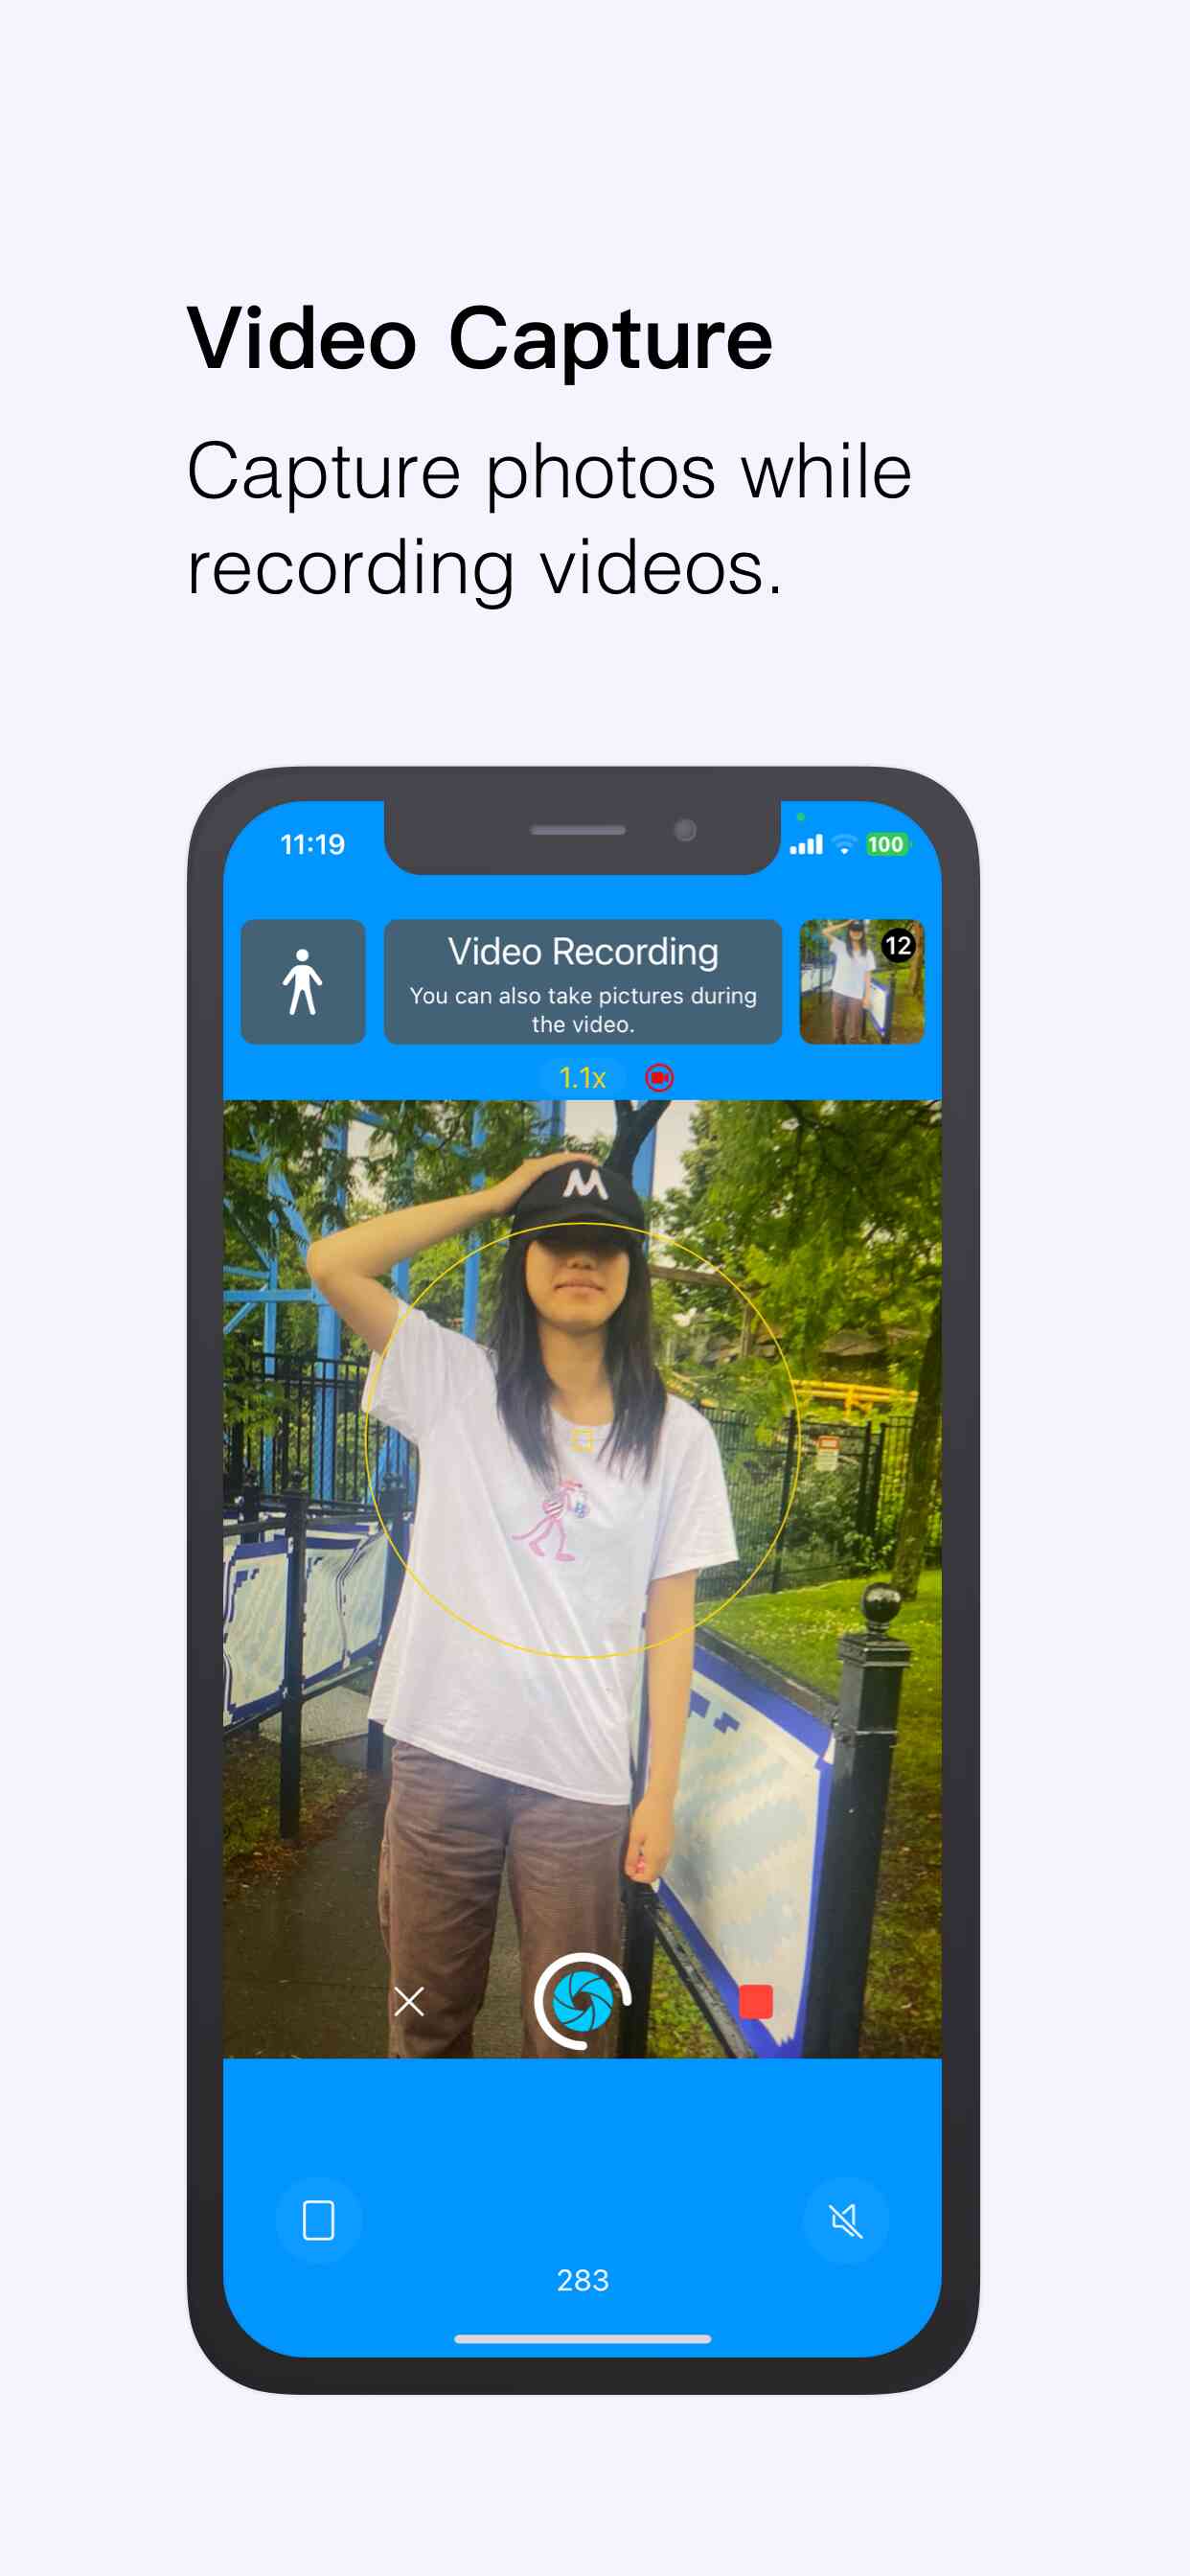 Video Capture
Capture photos while
recording videos.
11:19
100
Video Recording
You can also take pictures during
the video.
12
1.1x
M
283